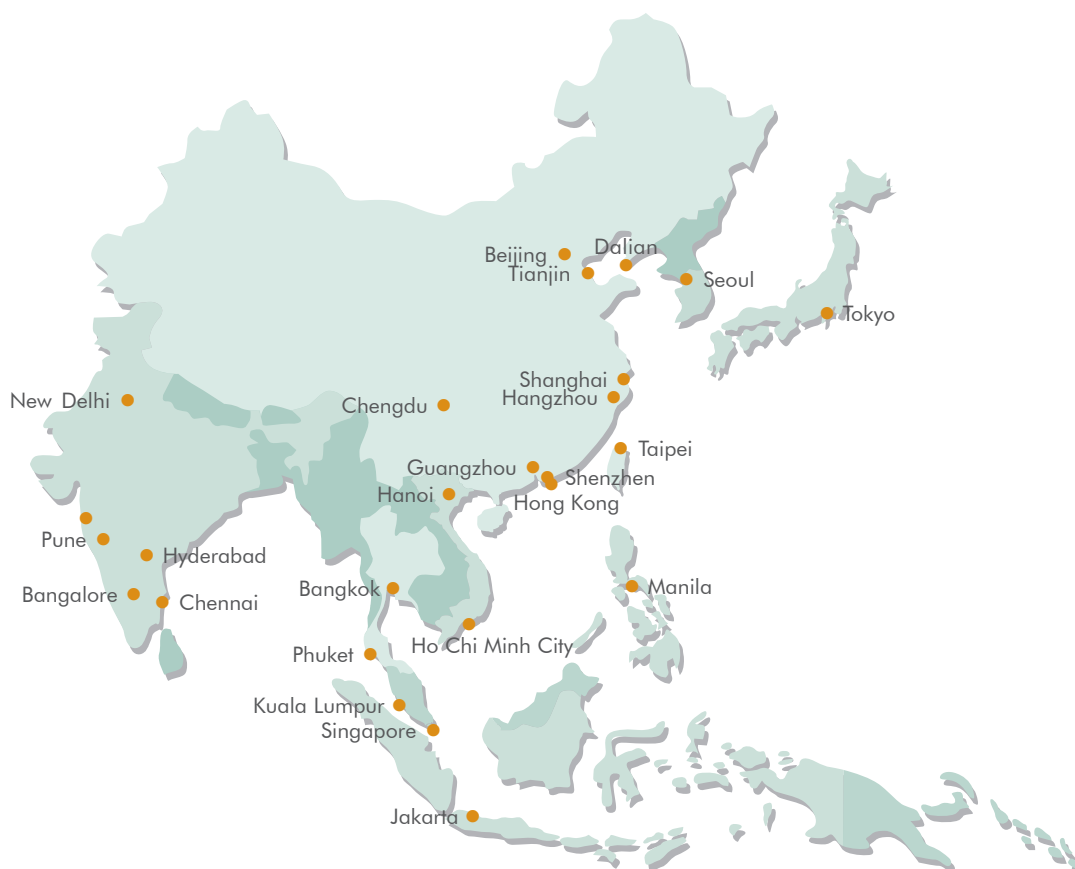 Dalian
Beijing
Tianjin
Seoul
Tokyo
Shanghai
Hangzhou
New Delhi
Chengdu
Taipei
Guangzhou
Shenzhen
Hanoi
Hong Kong
Pune
Hyderabad
Bangkok
Manila
Bangalore
Chennai
Ho Chi Minh City
Phuket
Kuala Lumpur
Singapore
Jakarta